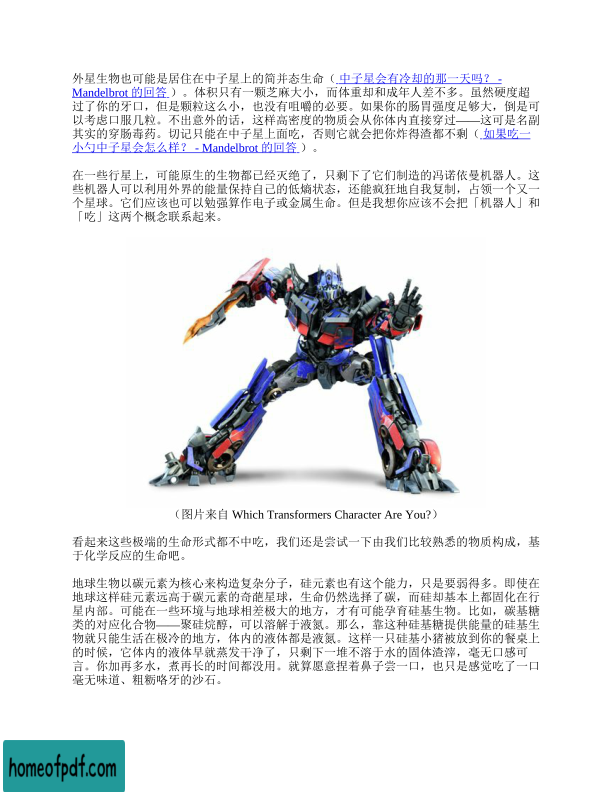 外星生物也可能是居住在中子星上的简并态生命（ 中子星会有冷却的那一天吗？ -
Mandelbrot 的回答 ）。体积只有一颗芝麻大小，而体重却和成年人差不多。虽然硬度超
过了你的牙口，但是颗粒这么小，也没有咀嚼的必要。如果你的肠胃强度足够大，倒是可
以考虑口服几粒。不出意外的话，这样高密度的物质会从你体内直接穿过——这可是名副
其实的穿肠毒药。切记只能在中子星上面吃，否则它就会把你炸得渣都不剩（ 如果吃一
小勺中子星会怎么样？ - Mandelbrot 的回答 ）。
在一些行星上，可能原生的生物都已经灭绝了，只剩下了它们制造的冯诺依曼机器人。这
些机器人可以利用外界的能量保持自己的低熵状态，还能疯狂地自我复制，占领一个又一
个星球。它们应该也可以勉强算作电子或金属生命。但是我想你应该不会把「机器人」和
「吃」这两个概念联系起来。
（图片来自 Which Transformers Character Are You?）
看起来这些极端的生命形式都不中吃，我们还是尝试一下由我们比较熟悉的物质构成，基
于化学反应的生命吧。
地球生物以碳元素为核心来构造复杂分子，硅元素也有这个能力，只是要弱得多。即使在
地球这样硅元素远高于碳元素的奇葩星球，生命仍然选择了碳，而硅却基本上都固化在行
星内部。可能在一些环境与地球相差极大的地方，才有可能孕育硅基生物。比如，碳基糖
类的对应化合物——聚硅烷醇，可以溶解于液氮。那么，靠这种硅基糖提供能量的硅基生
物就只能生活在极冷的地方，体内的液体都是液氮。这样一只硅基小猪被放到你的餐桌上
的时候，它体内的液体早就蒸发干净了，只剩下一堆不溶于水的固体渣滓，毫无口感可
言。你加再多水，煮再长的时间都没用。就算愿意捏着鼻子尝一口，也只是感觉吃了一口
毫无味道、粗粝咯牙的沙石。
homeofpdf.com